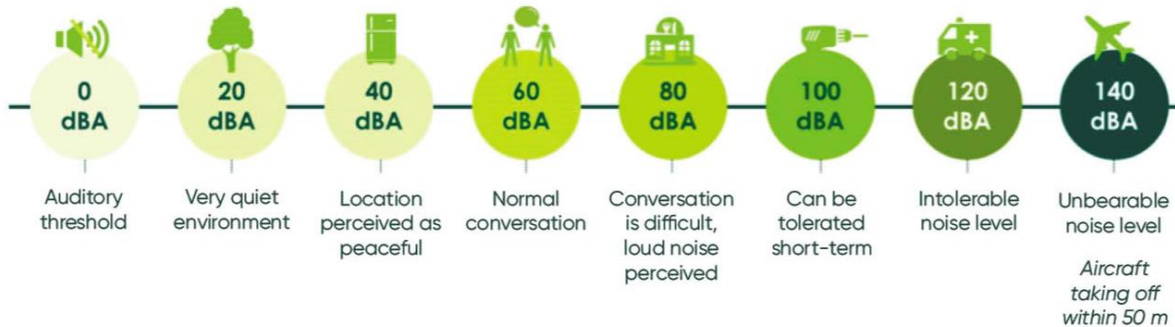 0
dBA
20
dBA
40
dBA
60
dBA
80
dBA
100
dBA
120
dBA
140
dBA
Auditory
threshold
Very quiet
environment
Location
perceived as
peaceful
Normal
conversation
Conversation
is difficult,
loud noise
perceived
Can be
tolerated
short-term
Intolerable
noise level
Unbearable
noise level
Aircraft
taking off
within 50 m